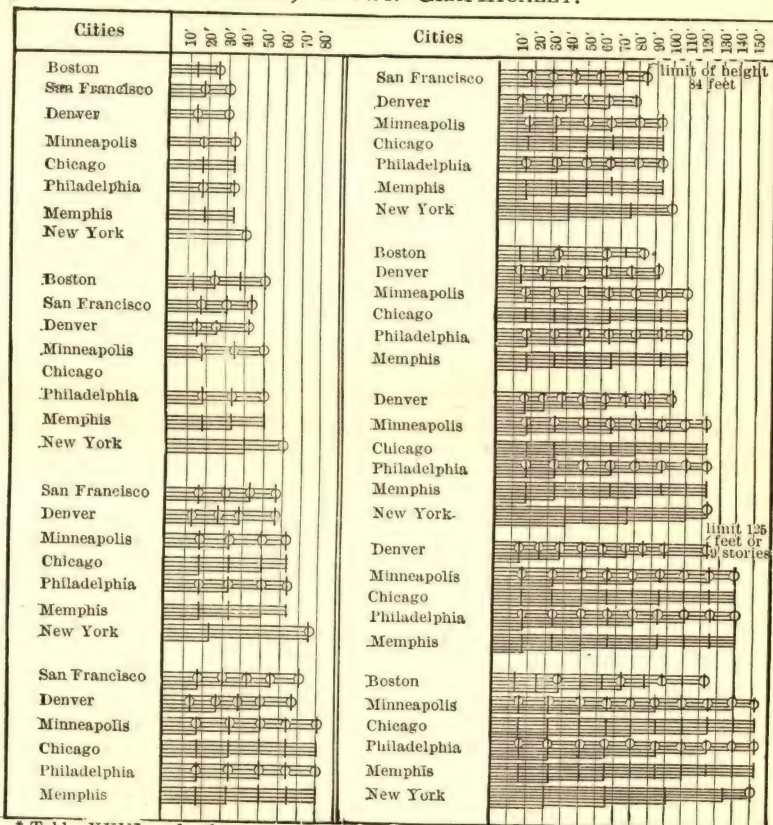 GRAPHICALLY.
Cities
10' 20' 30' 40' 50' 60' 70' 80'
Boston
San Francisco
Denver
Minneapolis
Chicago
Philadelphia
Memphis
New York
Boston
San Francisco
Denver
Minneapolis
Chicago
Philadelphia
Memphis
New York
San Francisco
Denver
Minneapolis
Chicago
Philadelphia
Memphis
New York
San Francisco
Denver
Minneapolis
Chicago
Philadelphia
Memphis
Cities
10' 20' 30' 40' 50' 60' 70' 80' 90' 100' 110' 120' 130' 140' 150'
limit of height
84 feet
San Francisco
Denver
Minneapolis
Chicago
Philadelphia
Memphis
New York
Boston
Denver
Minneapolis
Chicago
Philadelphia
Memphis
Denver
Minneapolis
Chicago
Philadelphia
Memphis
New York
limit 125
feet or
9 stories
Denver
Minneapolis
Chicago
Philadelphia
Memphis
Boston
Minneapolis
Chicago
Philadelphia
Memphis
New York